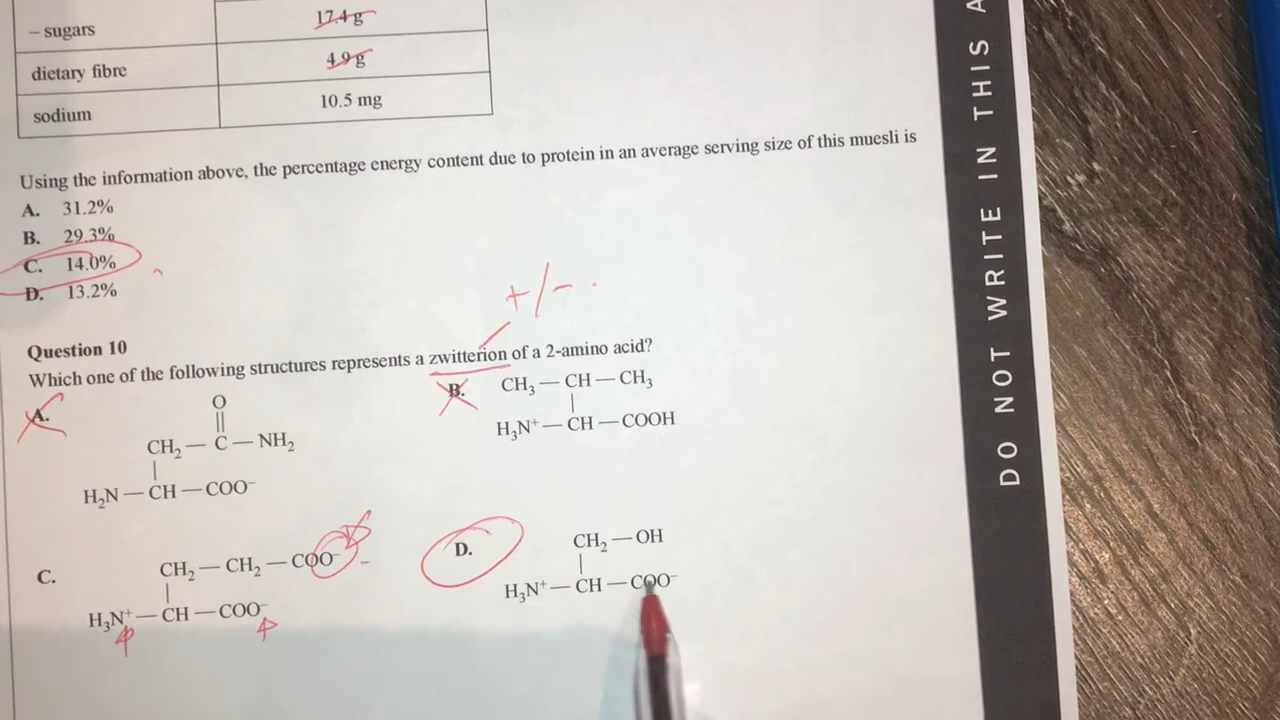 – sugars 17.4 g
dietary fibre 4.9 g
sodium 10.5 mg
Using the information above, the percentage energy content due to protein in an average serving size of this muesli is
A. 31.2%
B. 29.3%
C. 14.0%
D. 13.2%
+/-
Question 10
Which one of the following structures represents a zwitterion of a 2-amino acid?
A.
O
||
CH₂ — C — NH₂
|
H₂N — CH — COO⁻
B.
CH₃ — CH — CH₃
|
H₃N⁺ — CH — COOH
C.
CH₂ — CH₂ — COO⁻ -
|
H₃N⁺ — CH — COO⁻
D.
CH₂ — OH
|
H₃N⁺ — CH — COO⁻
DO NOT WRITE IN THIS A